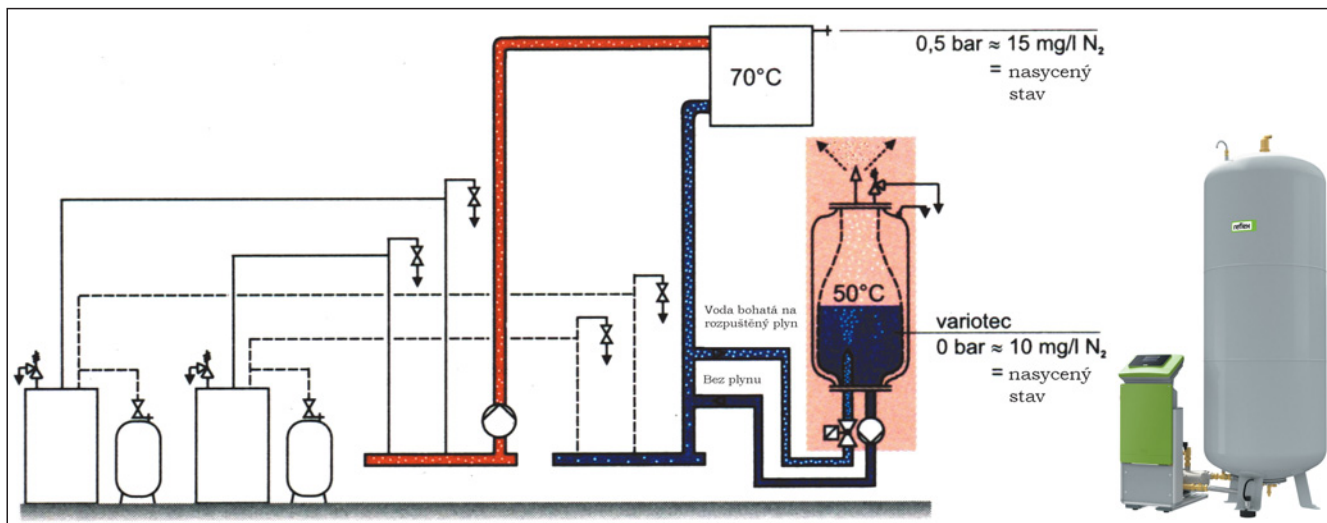 0,5 bar ≈ 15 mg/l N₂
= nasycený
stav
70°C
reflex
50°C
Voda bohatá na
rozpuštěný plyn
variotec
0 bar ≈ 10 mg/l N₂
= nasycený
stav
Bez plynu